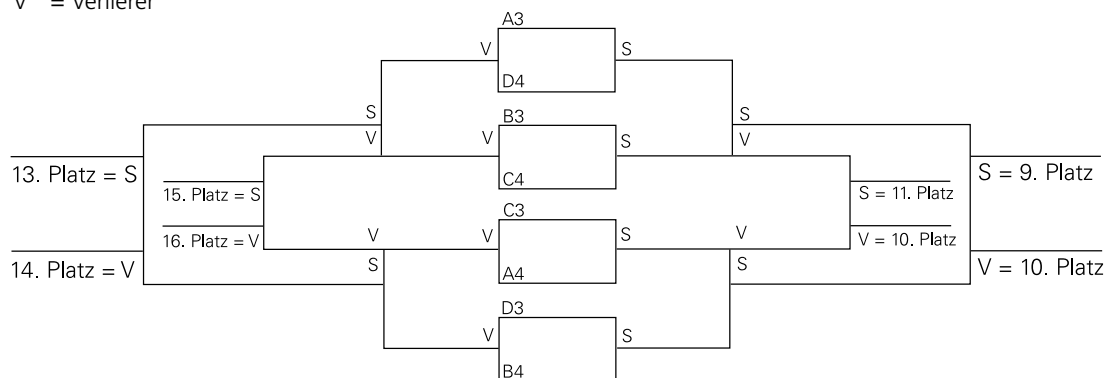 V = Verlierer
A3
V S
D4
S S
B3
V V S V
C4
13. Platz = S S = 9. Platz
15. Platz = S S = 11. Platz
C3
16. Platz = V V V S V V = 10. Platz
14. Platz = V S A4 S V = 10. Platz
D3
V S
B4